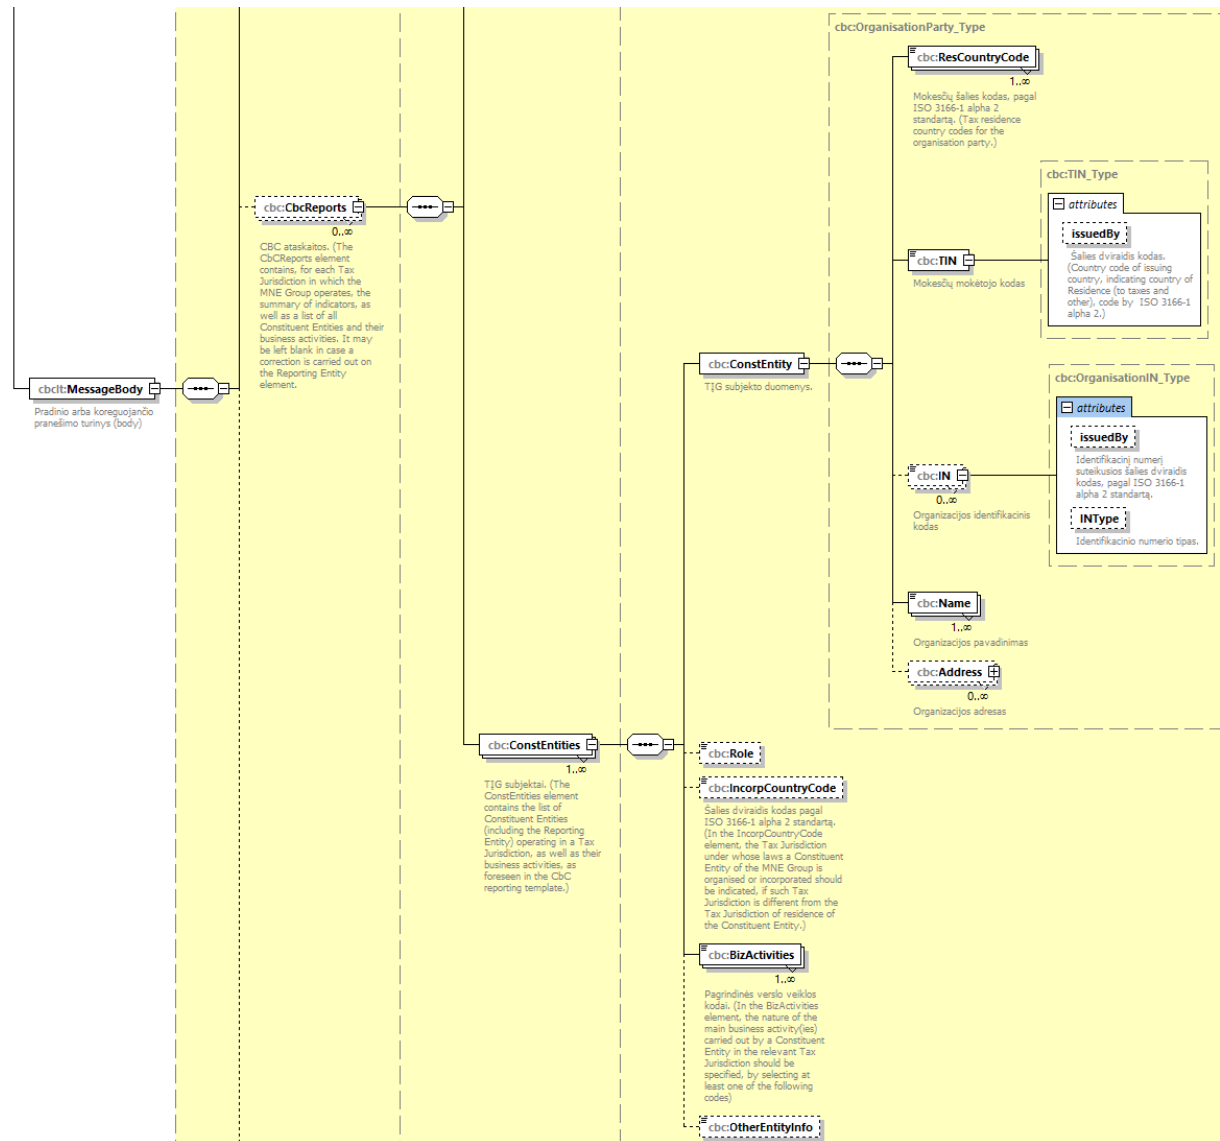 cbc:OrganisationParty_Type
cbc:ResCountryCode
1..∞
Mokesčių šalies kodas, pagal
ISO 3166-1 alpha 2
standartą. (Tax residence
country codes for the
organisation party.)
cbc:TIN_Type
attributes
issuedBy
Šalies dviraidis kodas.
(Country code of issuing
country, indicating country of
Residence (to taxes and
other), code by ISO 3166-1
alpha 2.)
cbc:TIN
Mokesčių mokėtojo kodas
cbc:CbcReports
0..∞
CBC ataskaitos. (The
CbCReports element
contains, for each Tax
Jurisdiction in which the
MNE Group operates, the
summary of indicators, as
well as a list of all
Constituent Entities and their
business activities. It may
be left blank in case a
correction is carried out on
the Reporting Entity
element.
cbclt:MessageBody
Pradinio arba koreguojančio
pranešimo turinys (body)
cbc:ConstEntity
TĮG subjekto duomenys.
cbc:OrganisationIN_Type
attributes
issuedBy
Identifikacinį numerį
suteikusios šalies dviraidis
kodas, pagal ISO 3166-1
alpha 2 standartą.
INType
Identifikacinio numerio tipas.
cbc:IN
0..∞
Organizacijos identifikacinis
kodas
cbc:Name
1..∞
Organizacijos pavadinimas
cbc:Address
0..∞
Organizacijos adresas
cbc:ConstEntities
1..∞
TĮG subjektai. (The
ConstEntities element
contains the list of
Constituent Entities
(including the Reporting
Entity) operating in a Tax
Jurisdiction, as well as their
business activities, as
foreseen in the CbC
reporting template.)
cbc:Role
cbc:IncorpCountryCode
Šalies dviraidis kodas pagal
ISO 3166-1 alpha 2 standartą.
(In the IncorpCountryCode
element, the Tax Jurisdiction
under whose laws a Constituent
Entity of the MNE Group is
organised or incorporated should
be indicated, if such Tax
Jurisdiction is different from the
Tax Jurisdiction of residence of
the Constituent Entity.)
cbc:BizActivities
1..∞
Pagrindinės verslo veiklos
kodai. (In the BizActivities
element, the nature of the
main business activity(ies)
carried out by a Constituent
Entity in the relevant Tax
Jurisdiction should be
specified, by selecting at
least one of the following
codes)
cbc:OtherEntityInfo